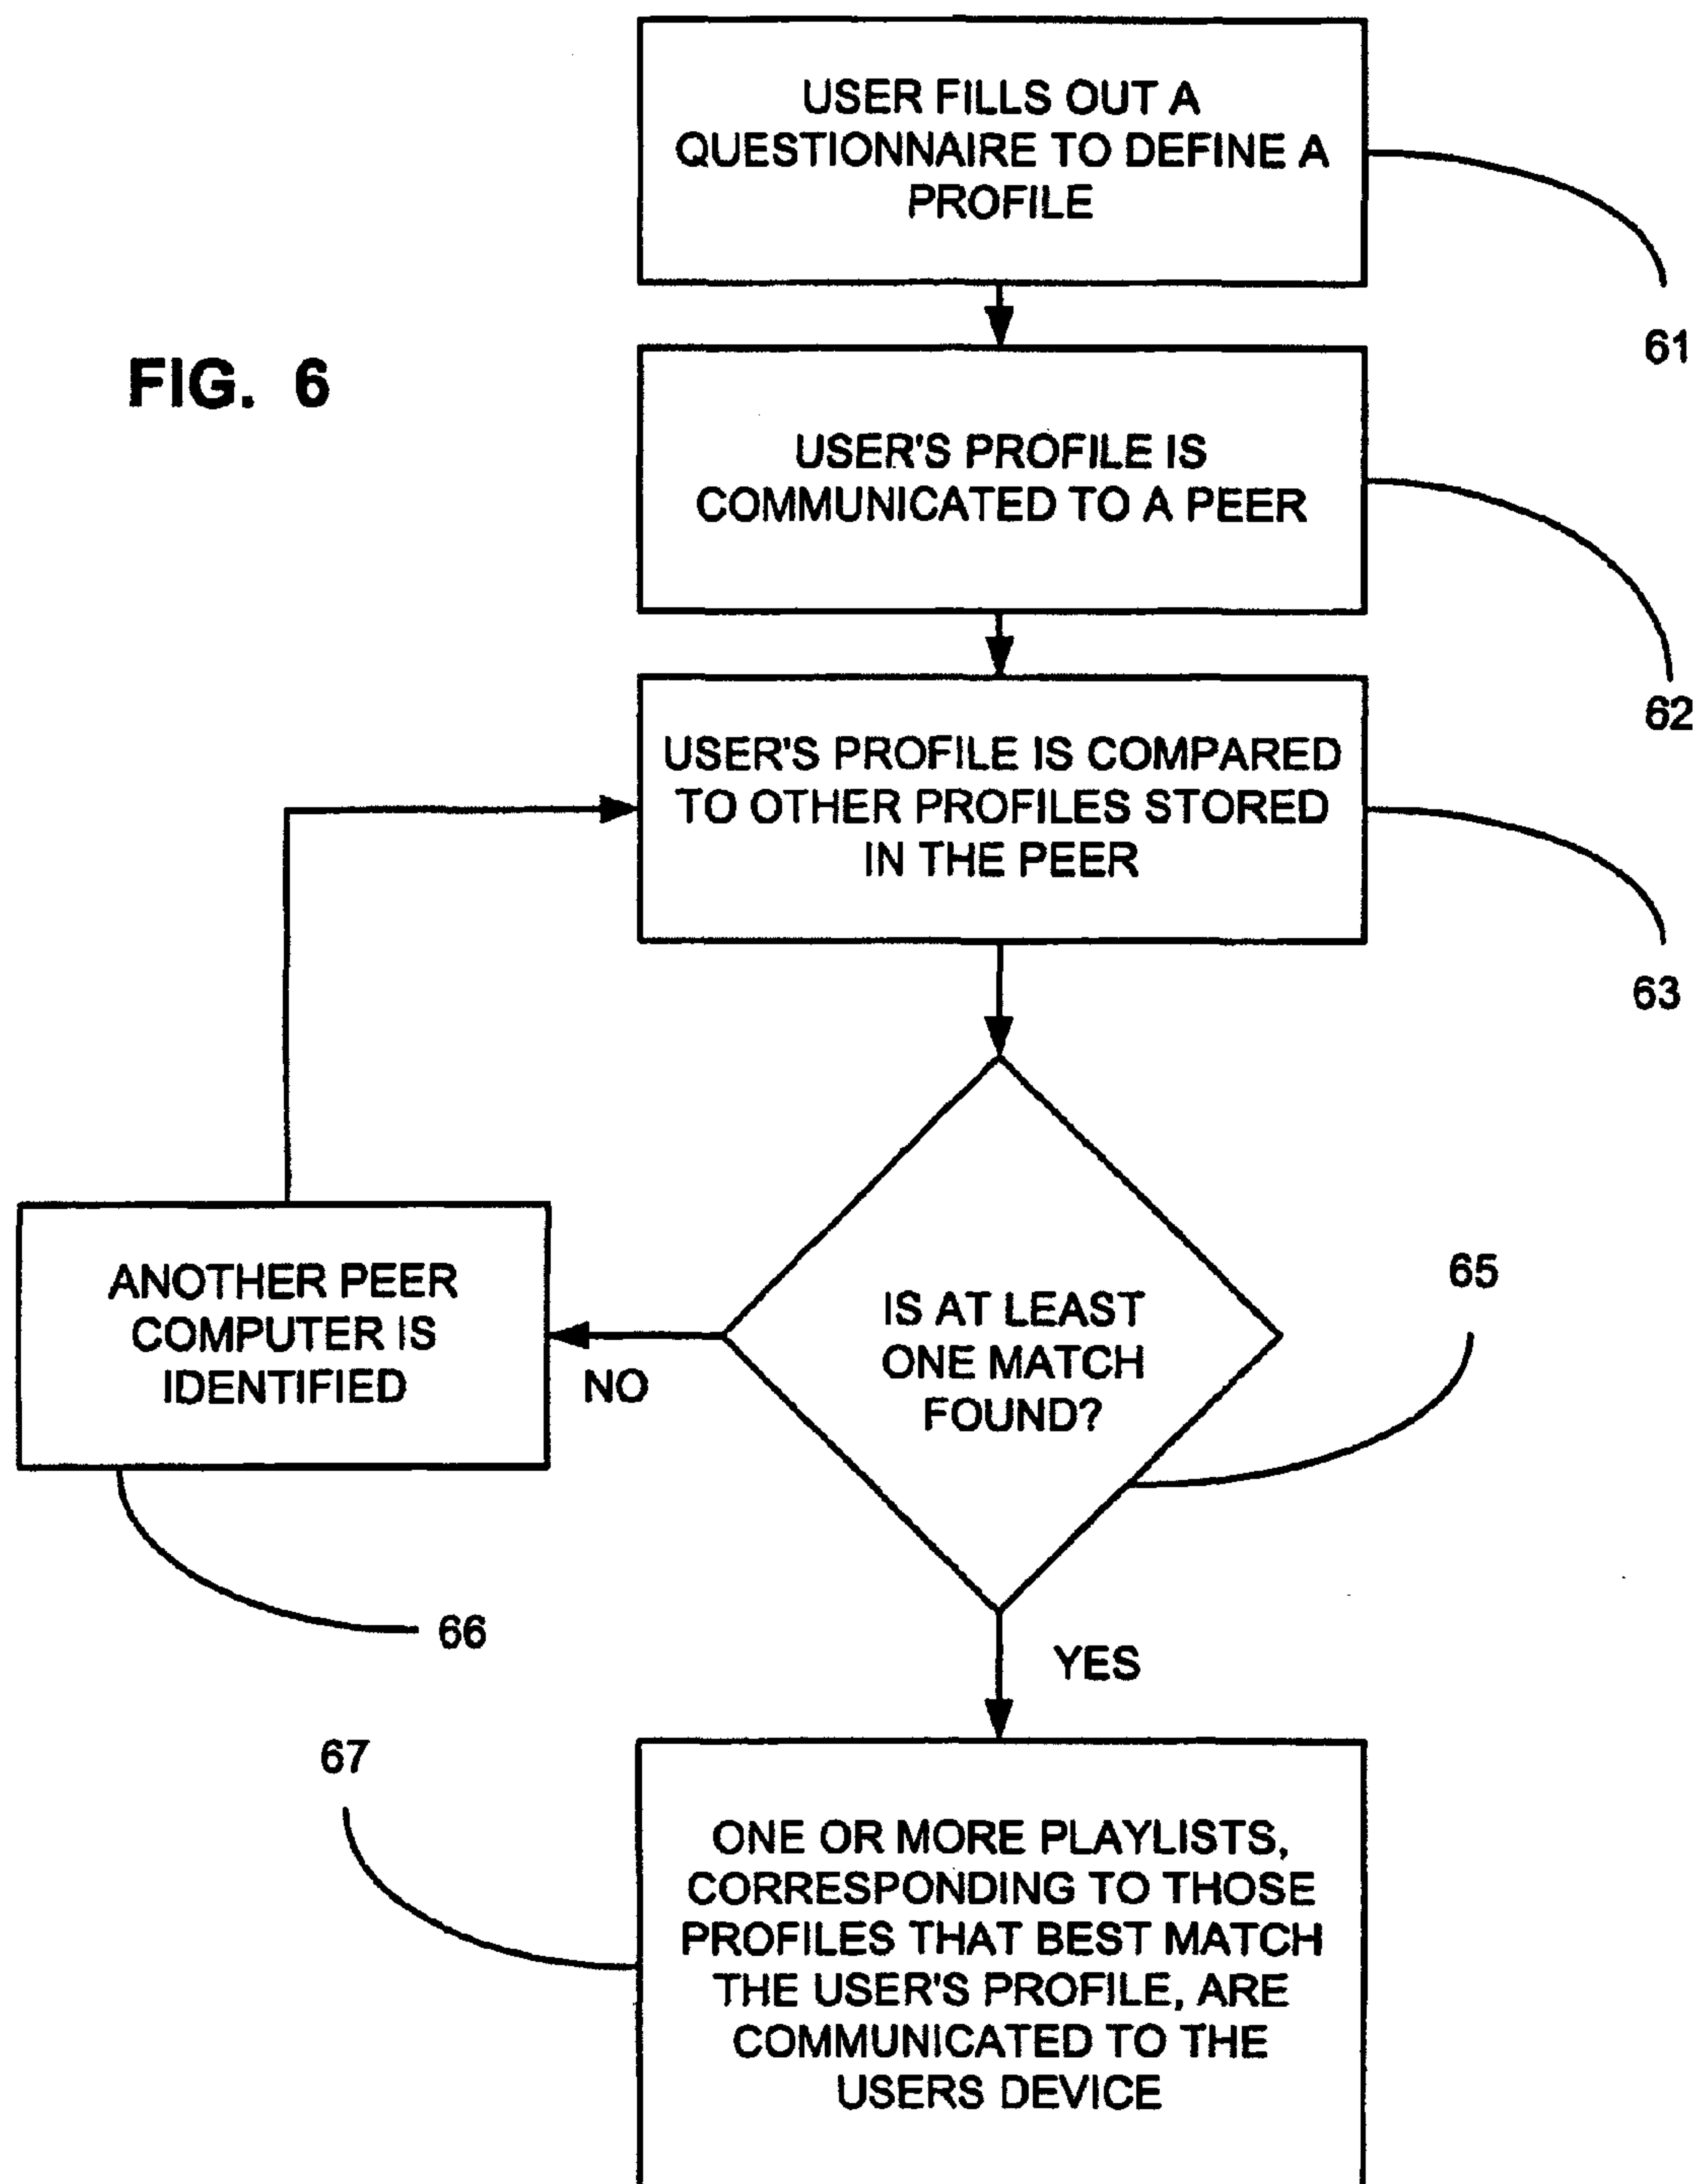 USER FILLS OUT A
QUESTIONNAIRE TO DEFINE A
PROFILE
61
FIG. 6
USER'S PROFILE IS
COMMUNICATED TO A PEER
62
USER'S PROFILE IS COMPARED
TO OTHER PROFILES STORED
IN THE PEER
63
IS AT LEAST
ONE MATCH
FOUND?
65
NO
ANOTHER PEER
COMPUTER IS
IDENTIFIED
66
YES
67
ONE OR MORE PLAYLISTS,
CORRESPONDING TO THOSE
PROFILES THAT BEST MATCH
THE USER'S PROFILE, ARE
COMMUNICATED TO THE
USERS DEVICE